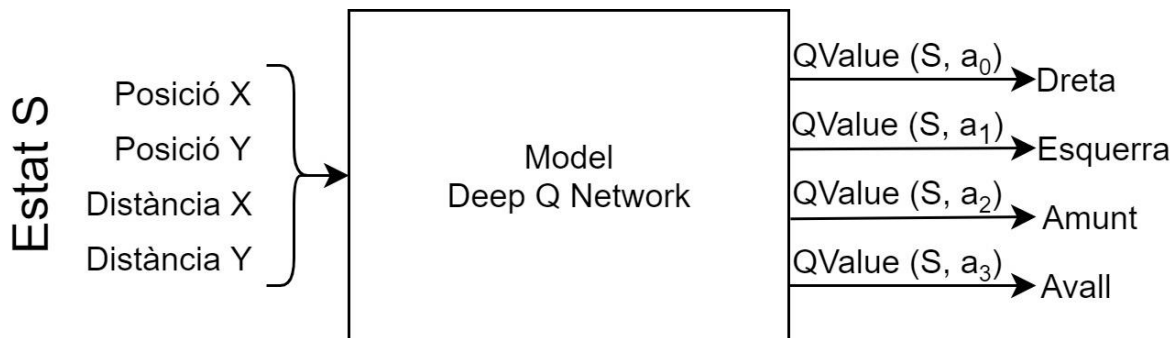 Estat S
Posició X
Posició Y
Distància X
Distància Y
Model
Deep Q Network
QValue (S, a₀)
Dreta
QValue (S, a₁)
Esquerra
QValue (S, a₂)
Amunt
QValue (S, a₃)
Avall